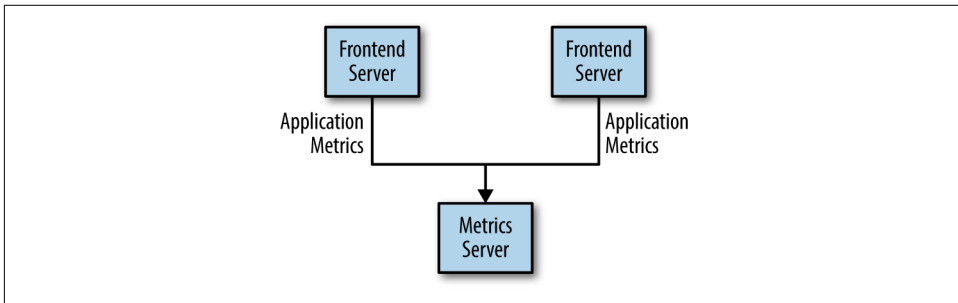 Frontend
Server
Frontend
Server
Application
Metrics
Application
Metrics
Metrics
Server